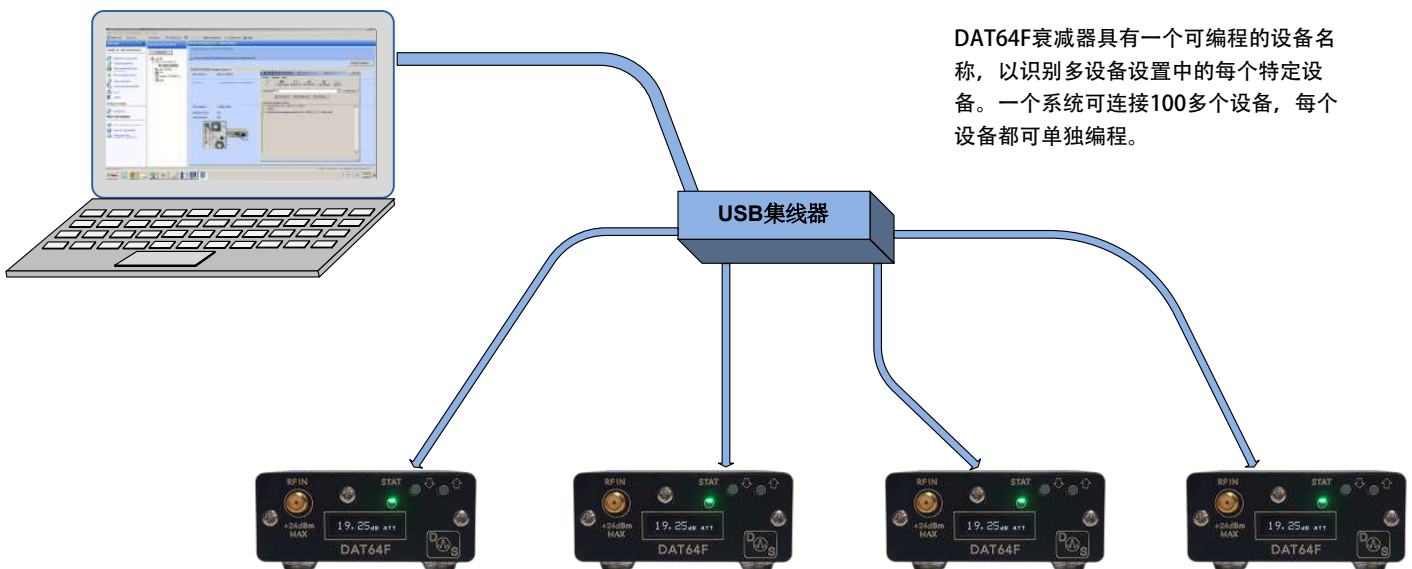 DAT64F衰减器具有一个可编程的设备名
称，以识别多设备设置中的每个特定设
备。一个系统可连接100多个设备，每个
设备都可单独编程。
USB集线器
RF IN
STAT
+24dBm
MAX
19.25dB ATT
DAT64F
D S
RF IN
STAT
+24dBm
MAX
19.25dB ATT
DAT64F
D S
RF IN
STAT
+24dBm
MAX
19.25dB ATT
DAT64F
D S
RF IN
STAT
+24dBm
MAX
19.25dB ATT
DAT64F
D S